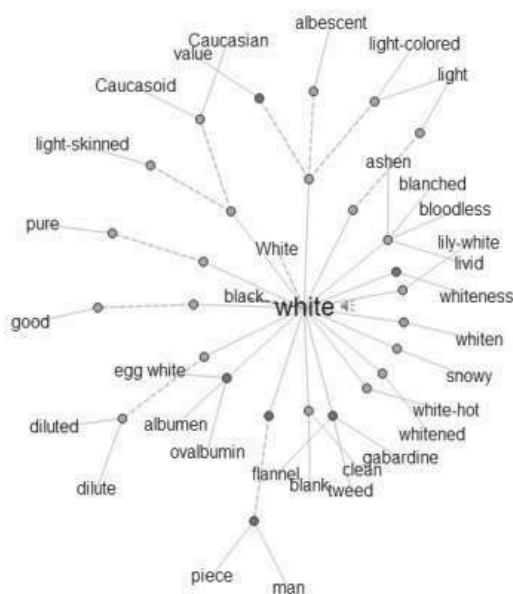 albescent
Caucasian
light-colored
value
light
Caucasoid
light-skinned
ashen
blanched
bloodless
pure
lily-white
White
livid
black
white
whiteness
good
whiten
egg white
snowy
white-hot
diluted
albumen
whitened
ovalbumin
gabardine
flannel
clean
dilute
blank
tweed
piece
man